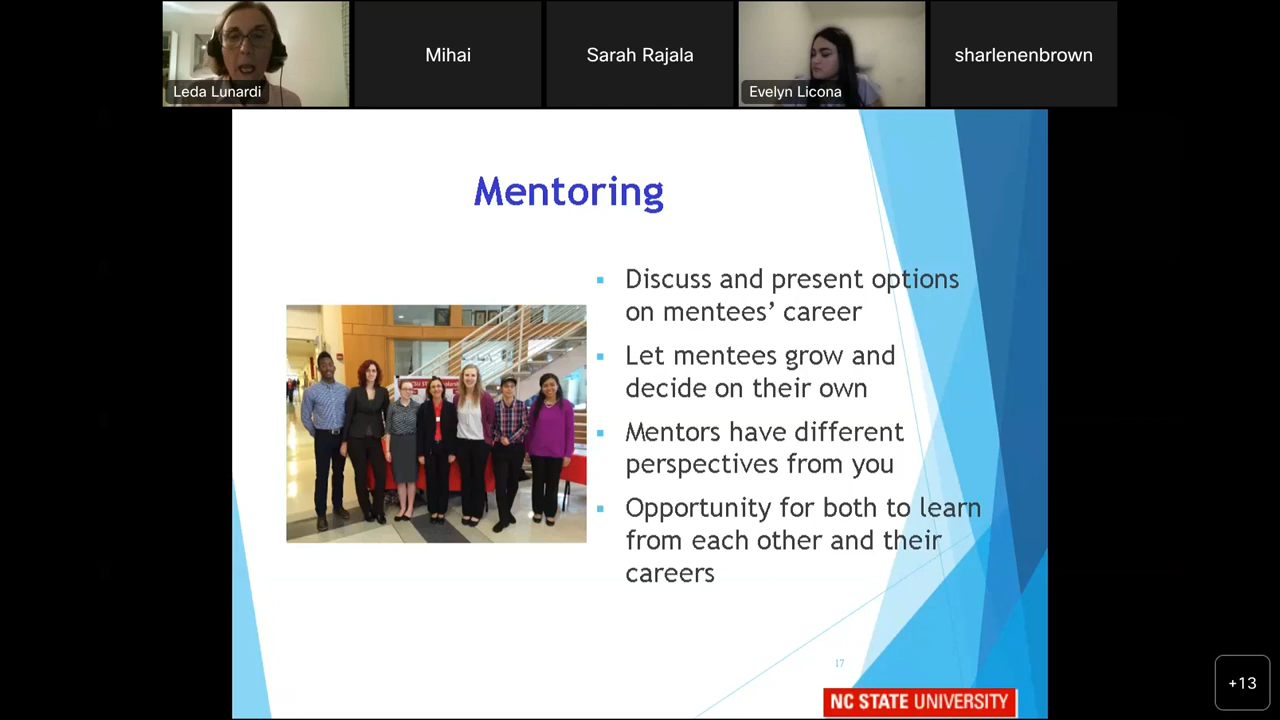 Leda Lunardi
Mihai
Sarah Rajala
Evelyn Licona
sharlenenbrown
Mentoring
Discuss and present options
on mentees’ career
Let mentees grow and
decide on their own
Mentors have different
perspectives from you
Opportunity for both to learn
from each other and their
careers
17
NC STATE UNIVERSITY
+13